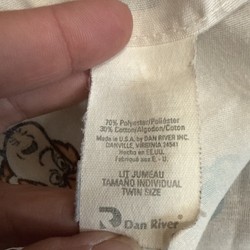 70% Polyester/Poliéster
30% Cotton/Algodon/Coton
Made in U.S.A. by DAN RIVER INC.
DANVILLE, VIRGINIA 24541
Hecho en EE.UU.
Fabriqué aux É.-U.
LIT JUMEAU
TAMAÑO INDIVIDUAL
TWIN SIZE
Dan River